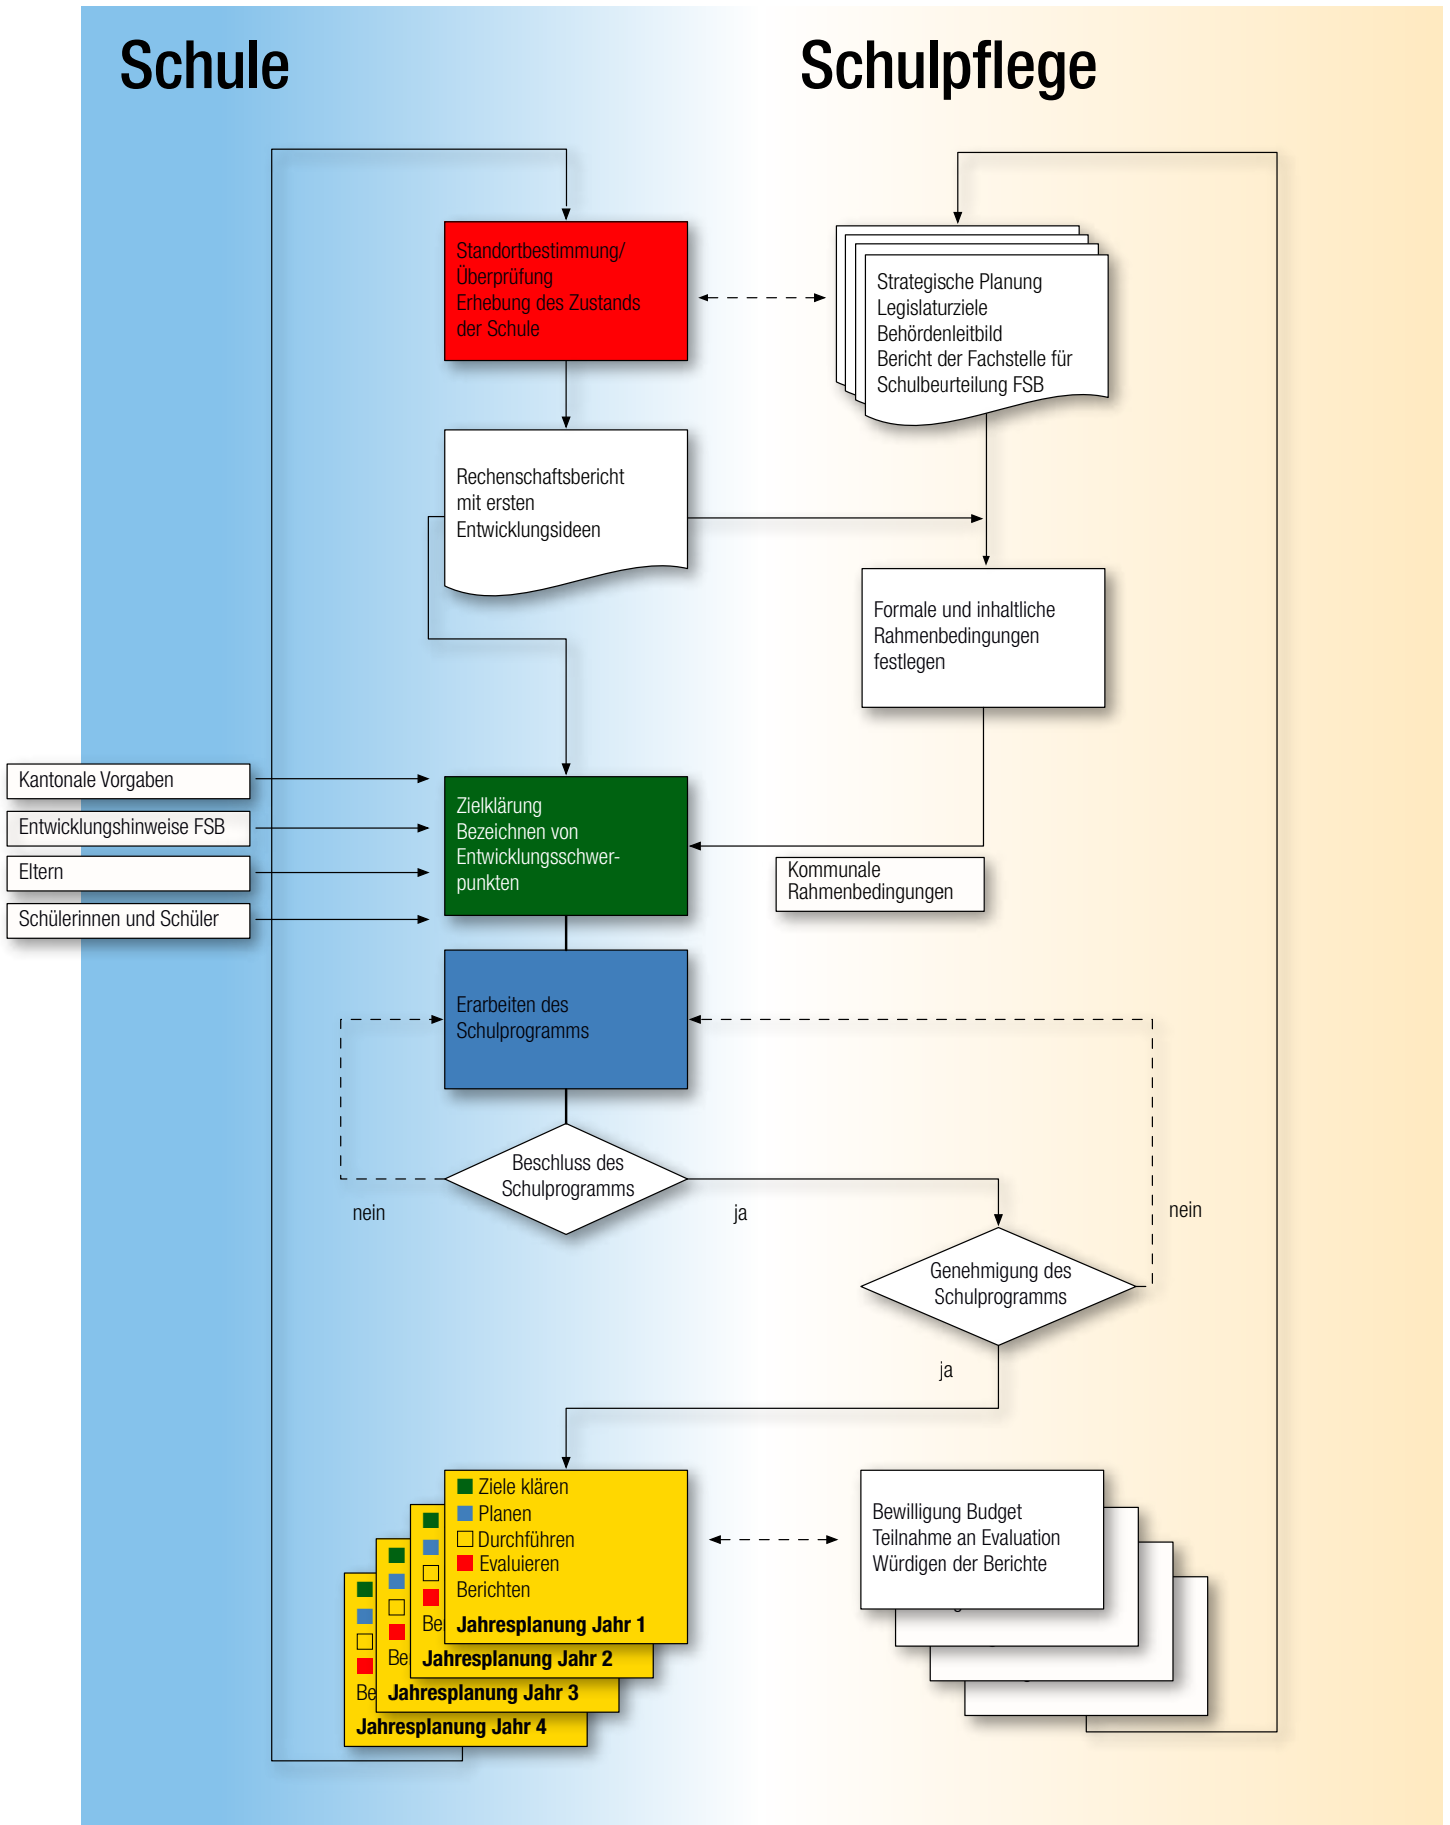 Schule
Schulpflege
Standortbestimmung/
Überprüfung
Erhebung des Zustands
der Schule
Strategische Planung
Legislaturziele
Behördenleitbild
Bericht der Fachstelle für
Schulbeurteilung FSB
Rechenschaftsbericht
mit ersten
Entwicklungsideen
Formale und inhaltliche
Rahmenbedingungen
festlegen
Kantonale Vorgaben
Entwicklungshinweise FSB
Eltern
Schülerinnen und Schüler
Zielklärung
Bezeichnen von
Entwicklungsschwer-
punkten
Kommunale
Rahmenbedingungen
Erarbeiten des
Schulprogramms
Beschluss des
Schulprogramms
nein
ja
nein
Genehmigung des
Schulprogramms
ja
Ziele klären
Planen
Durchführen
Evaluieren
Berichten
Jahresplanung Jahr 1
Be
Jahresplanung Jahr 2
Be
Jahresplanung Jahr 3
Be
Jahresplanung Jahr 4
Bewilligung Budget
Teilnahme an Evaluation
Würdigen der Berichte